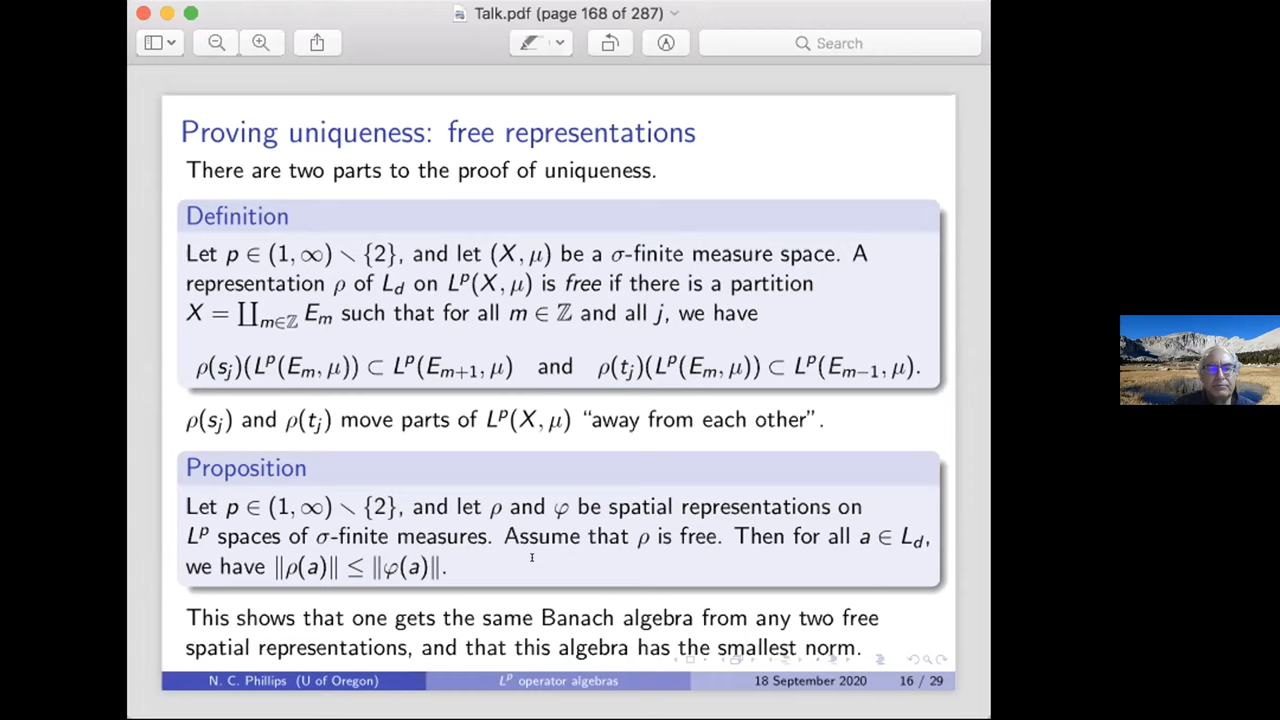 Talk.pdf (page 168 of 287)
Search
Proving uniqueness: free representations
There are two parts to the proof of uniqueness.
Definition
Let p ∈ (1, ∞) ∖ {2}, and let (X, μ) be a σ-finite measure space. A
representation ρ of L_d on L^p(X, μ) is free if there is a partition
X = ∐_{m∈ℤ} E_m such that for all m ∈ ℤ and all j, we have
ρ(s_j)(L^p(E_m, μ)) ⊂ L^p(E_{m+1}, μ) and ρ(t_j)(L^p(E_m, μ)) ⊂ L^p(E_{m−1}, μ).
ρ(s_j) and ρ(t_j) move parts of L^p(X, μ) “away from each other”.
Proposition
Let p ∈ (1, ∞) ∖ {2}, and let ρ and φ be spatial representations on
L^p spaces of σ-finite measures. Assume that ρ is free. Then for all a ∈ L_d,
we have ‖ρ(a)‖ ≤ ‖φ(a)‖.
This shows that one gets the same Banach algebra from any two free
spatial representations, and that this algebra has the smallest norm.
N. C. Phillips (U of Oregon) L^p operator algebras 18 September 2020 16 / 29